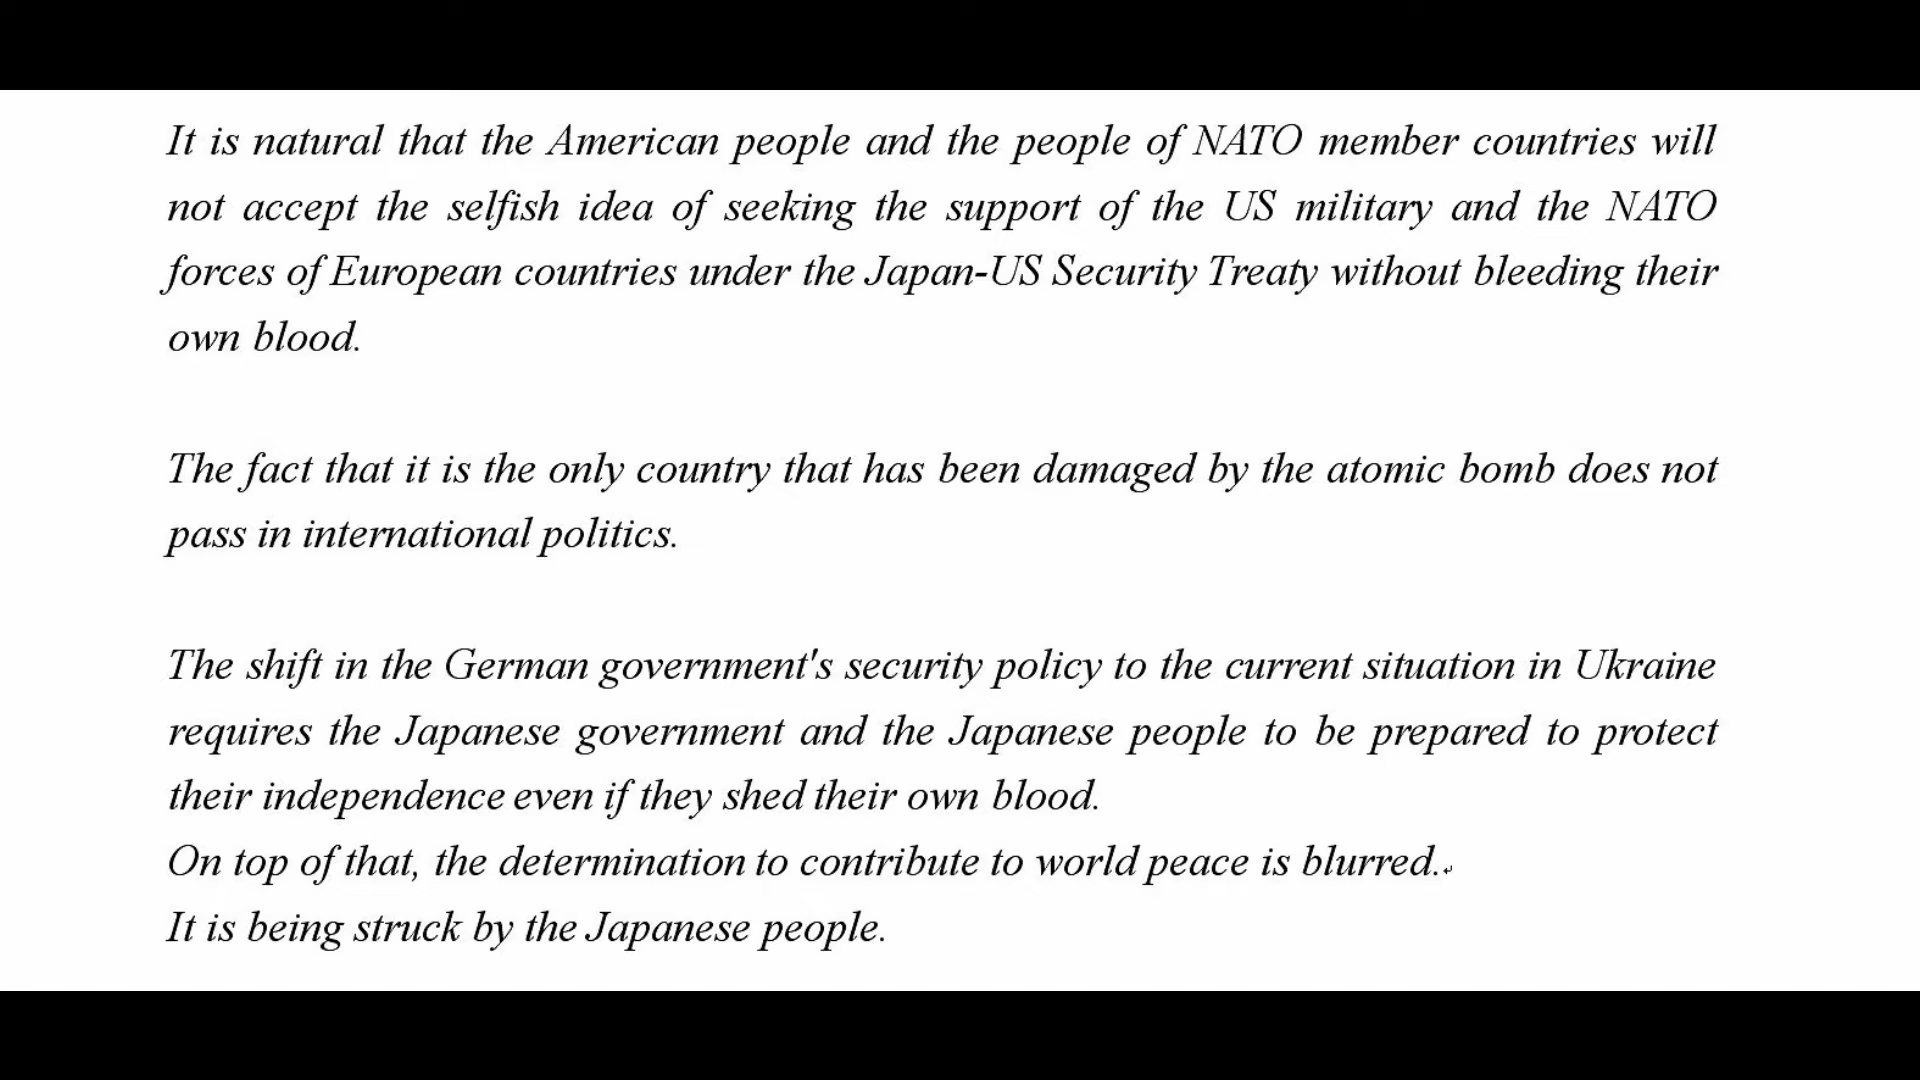 It is natural that the American people and the people of NATO member countries will
not accept the selfish idea of seeking the support of the US military and the NATO
forces of European countries under the Japan-US Security Treaty without bleeding their
own blood.
The fact that it is the only country that has been damaged by the atomic bomb does not
pass in international politics.
The shift in the German government's security policy to the current situation in Ukraine
requires the Japanese government and the Japanese people to be prepared to protect
their independence even if they shed their own blood.
On top of that, the determination to contribute to world peace is blurred.
It is being struck by the Japanese people.